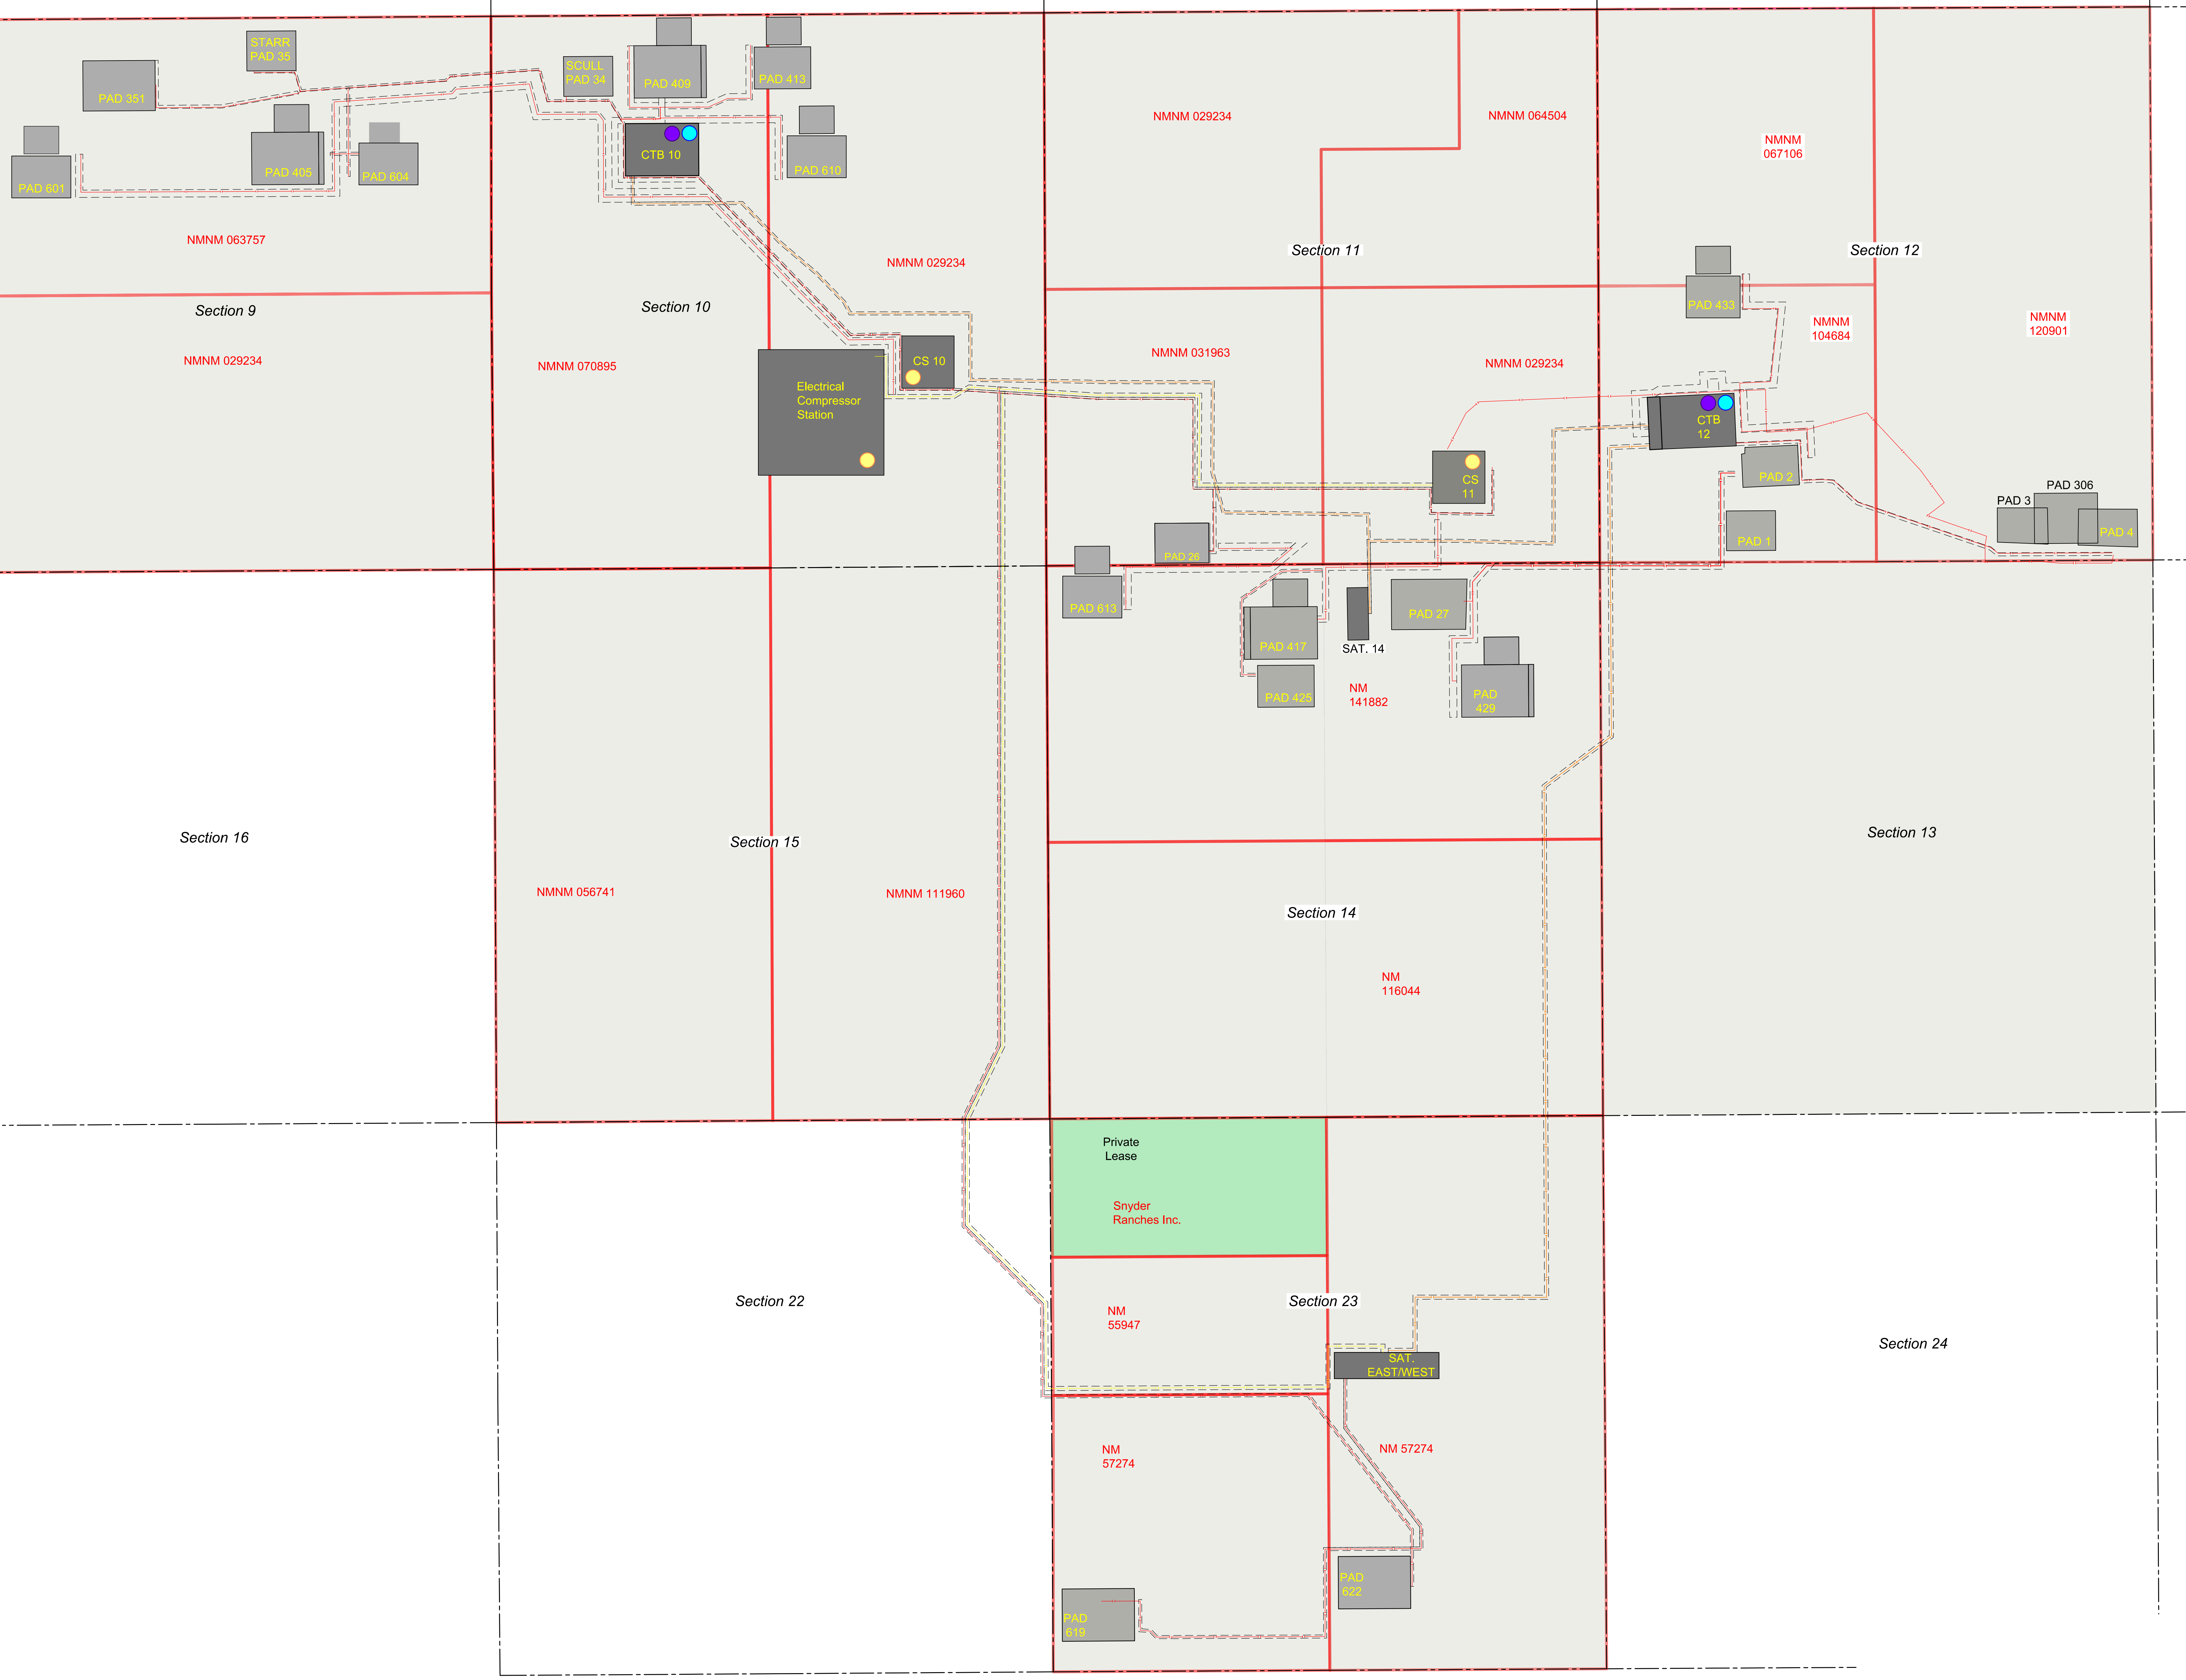 STARR
PAD 35
PAD 351
PAD 601
PAD 405
PAD 604
NMNM 063757
Section 9
NMNM 029234
SCULL
PAD 34
PAD 409
PAD 413
CTB 10
PAD 610
NMNM 029234
Section 10
NMNM 070895
CS 10
Electrical
Compressor
Station
NMNM 029234
NMNM 064504
Section 11
NMNM 031963
NMNM 029234
CS
11
PAD 26
NMNM
067106
Section 12
PAD 433
NMNM
104684
NMNM
120901
CTB
12
PAD 2
PAD 1
PAD 306
PAD 3
PAD 4
PAD 613
PAD 417
PAD 27
SAT. 14
PAD 425
NM
141882
PAD
429
Section 16
Section 15
Section 13
NMNM 056741
NMNM 111960
Section 14
NM
116044
Private
Lease
Snyder
Ranches Inc.
Section 22
NM
55947
Section 23
Section 24
SAT.
EAST/WEST
NM
57274
NM 57274
PAD
622
PAD
619